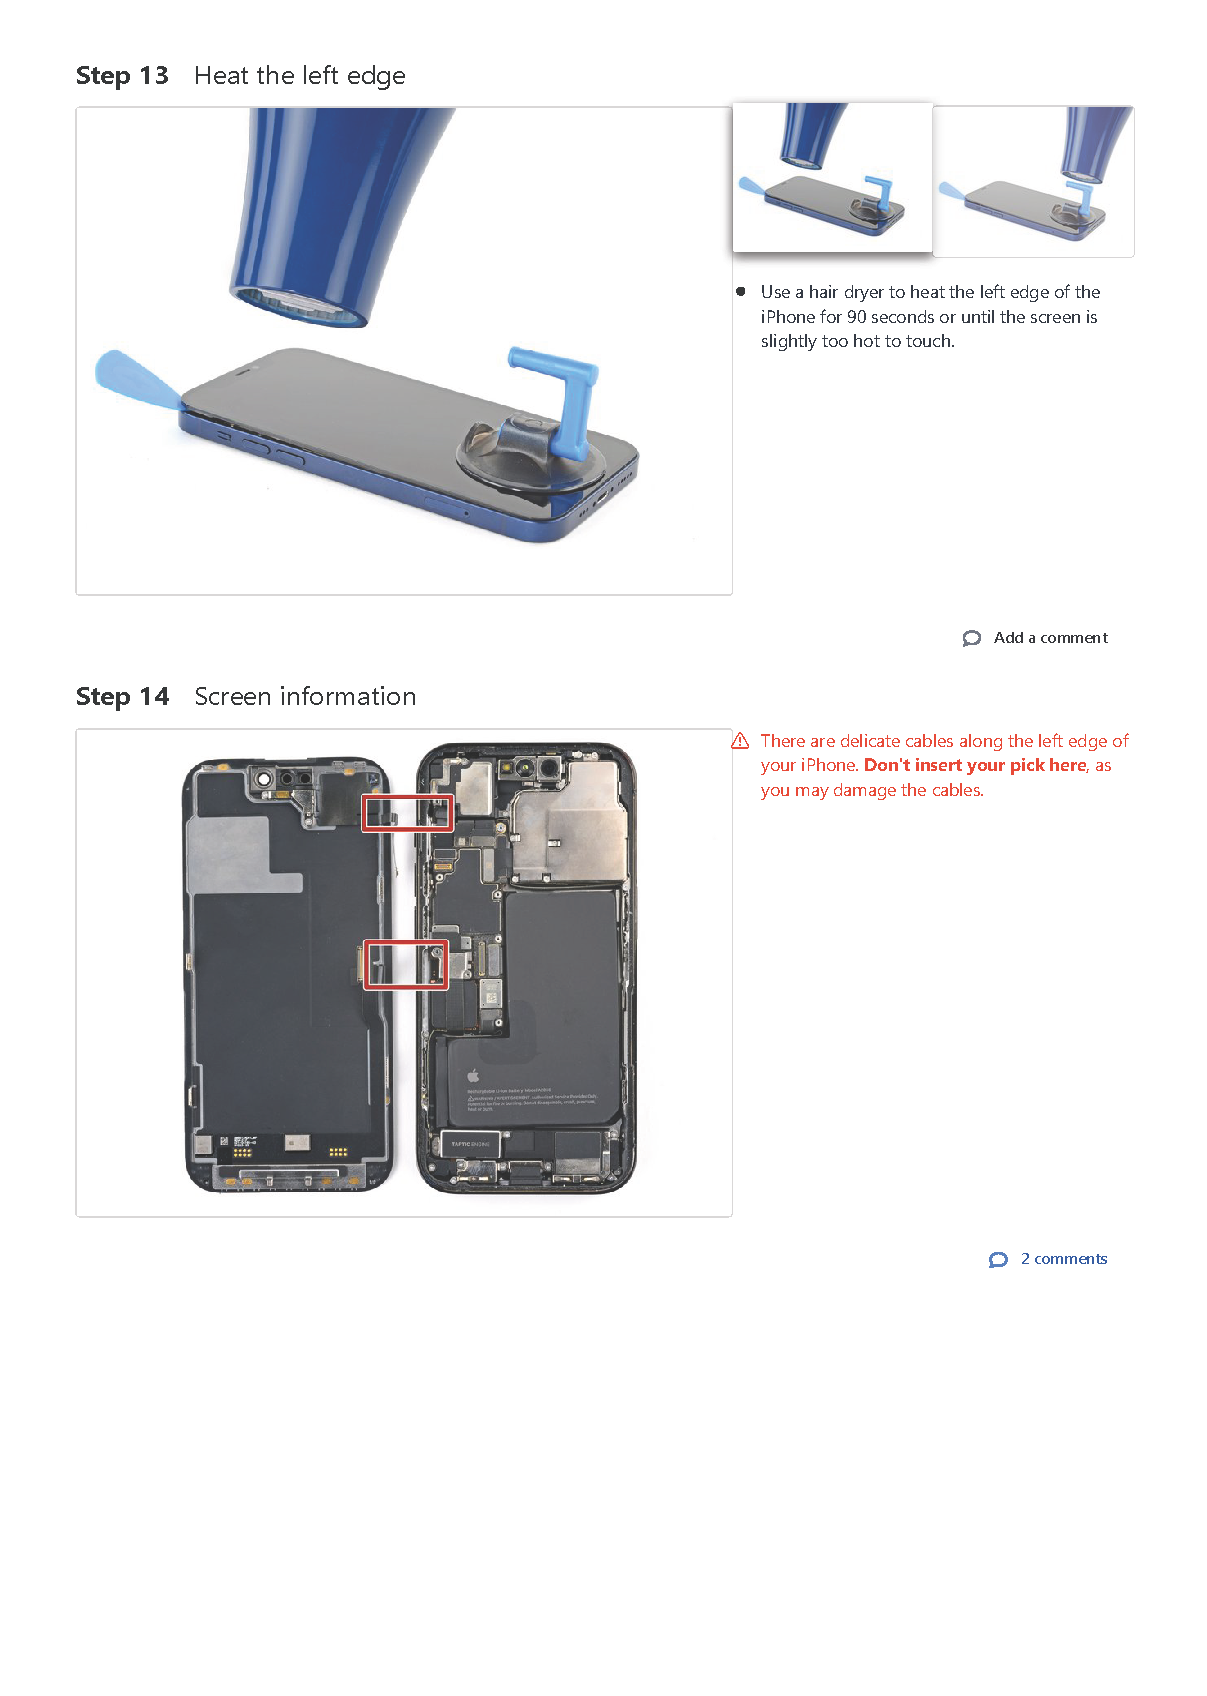 Step 13 Heat the left edge
Use a hair dryer to heat the left edge of the
iPhone for 90 seconds or until the screen is
slightly too hot to touch.
Add a comment
Step 14 Screen information
There are delicate cables along the left edge of
your iPhone. Don't insert your pick here, as
you may damage the cables.
TAPTIC ENGINE
2 comments